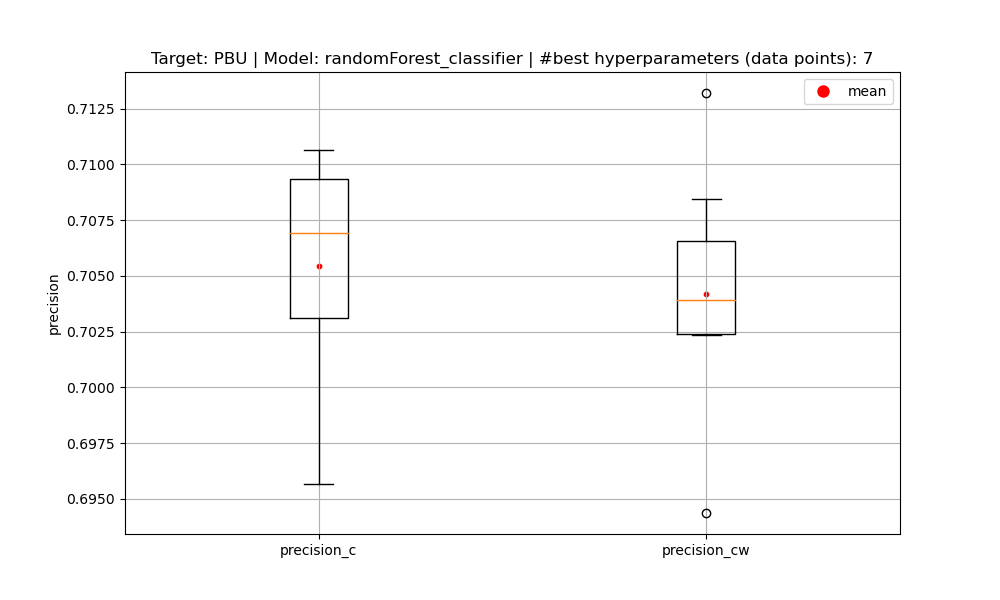 Target: PBU | Model: randomForest_classifier | #best hyperparameters (data points): 7
mean
precision
0.7125
0.7100
0.7075
0.7050
0.7025
0.7000
0.6975
0.6950
precision_c
precision_cw